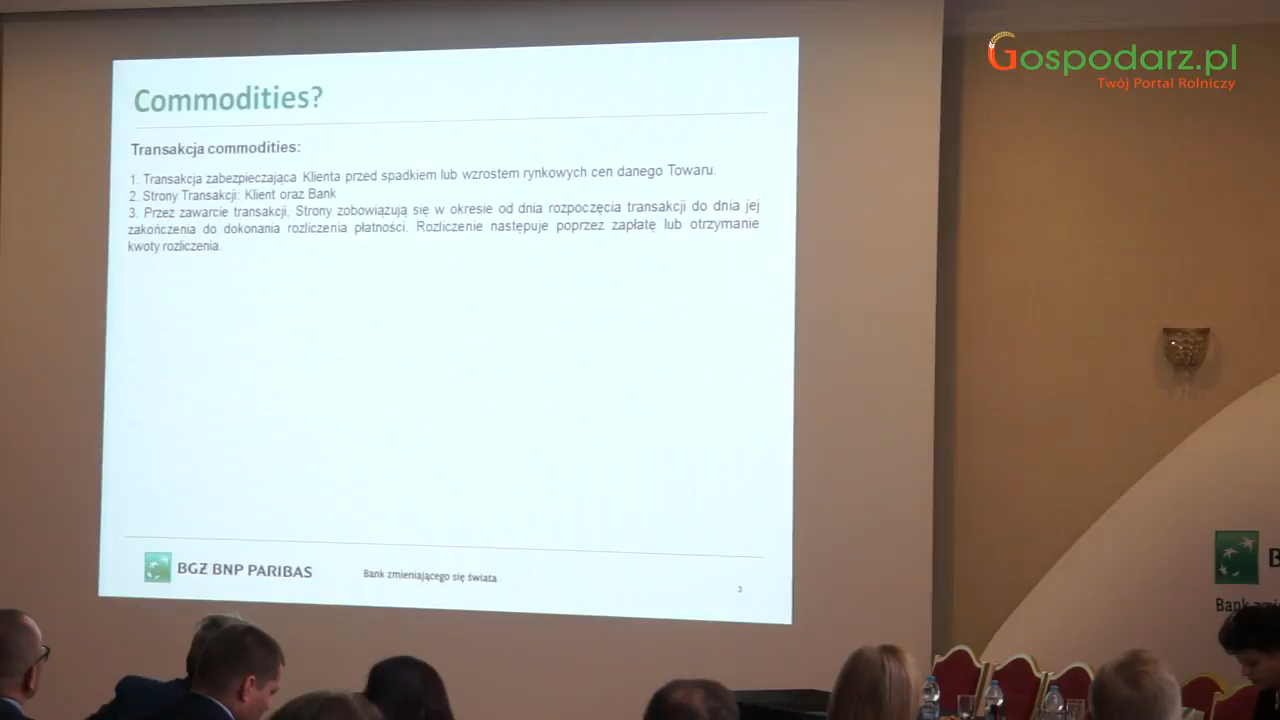 Gospodarz.pl
Twój Portal Rolniczy
Commodities?
Transakcja commodities:
1. Transakcja zabezpieczająca Klienta przed spadkiem lub wzrostem rynkowych cen danego Towaru.
2. Strony Transakcji: Klient oraz Bank
3. Przez zawarcie transakcji, Strony zobowiązują się w okresie od dnia rozpoczęcia transakcji do dnia jej
zakończenia do dokonania rozliczenia płatności. Rozliczenie następuje poprzez zapłatę lub otrzymanie
kwoty rozliczenia.
BGŻ BNP PARIBAS
Bank zmieniającego się świata
3
B
Bank